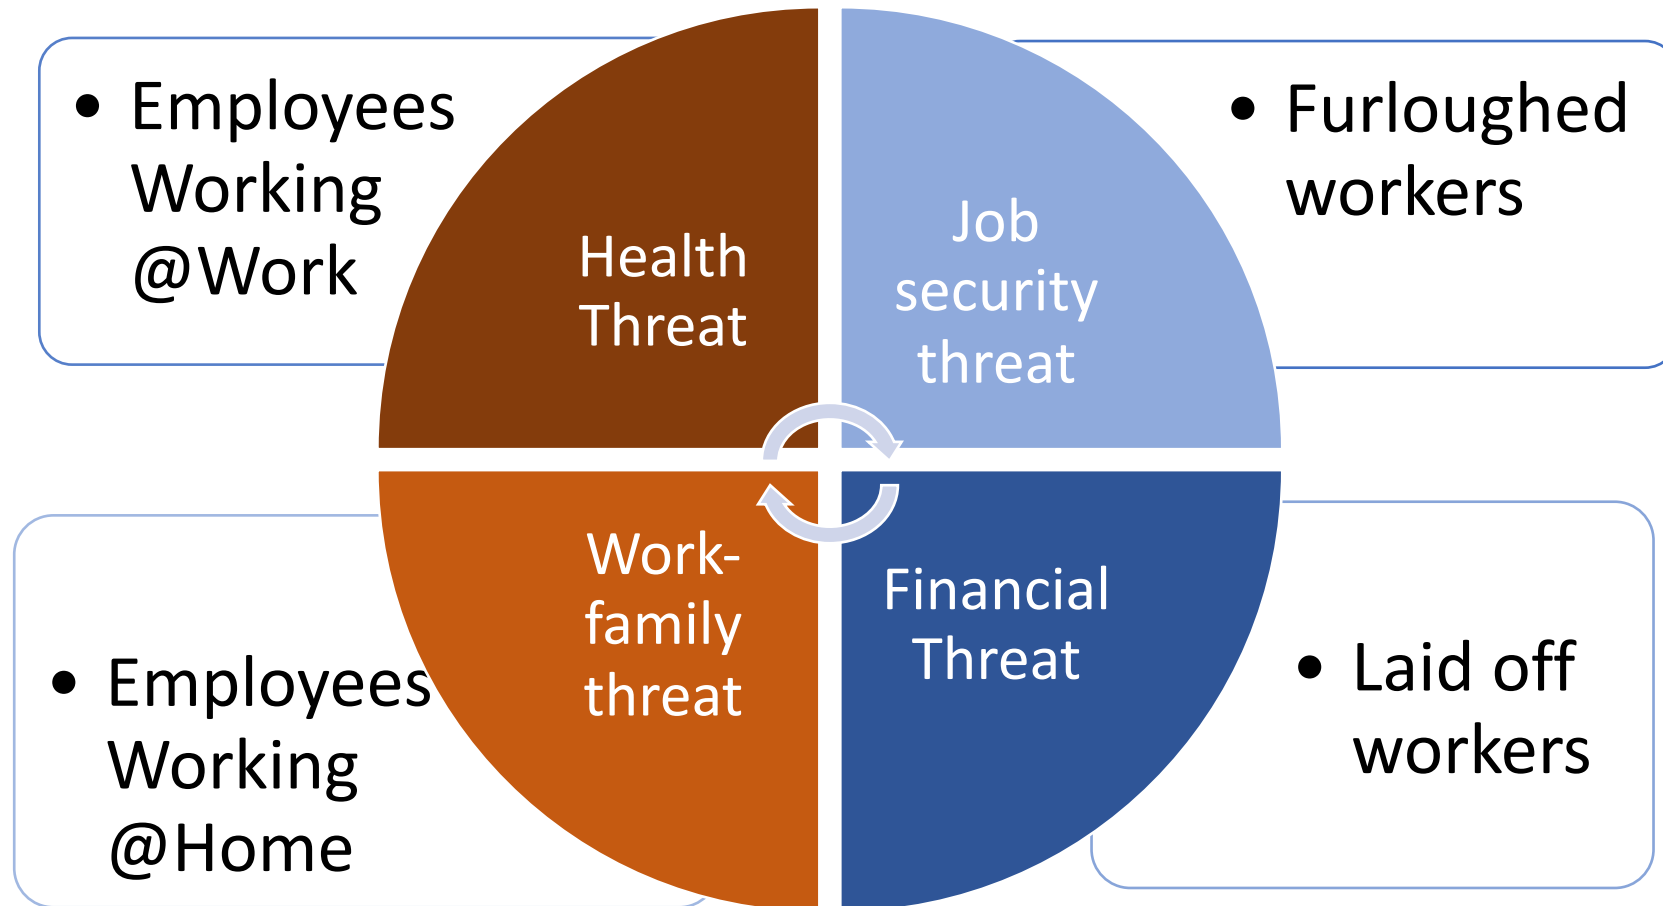 • Employees
Working
@Work
Health
Threat
Job
security
threat
• Furloughed
workers
• Employees
Working
@Home
Work-
family
threat
Financial
Threat
• Laid off
workers